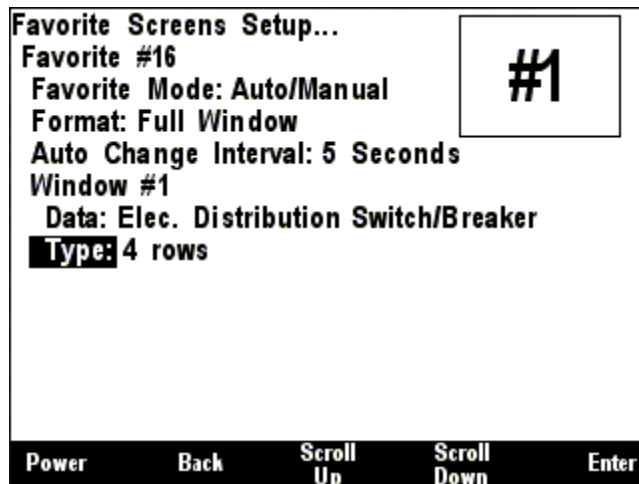 Favorite Screens Setup...
Favorite #16
Favorite Mode: Auto/Manual
Format: Full Window
Auto Change Interval: 5 Seconds
Window #1
Data: Elec. Distribution Switch/Breaker
Type: 4 rows
#1
Power Back Scroll Up Scroll Down Enter